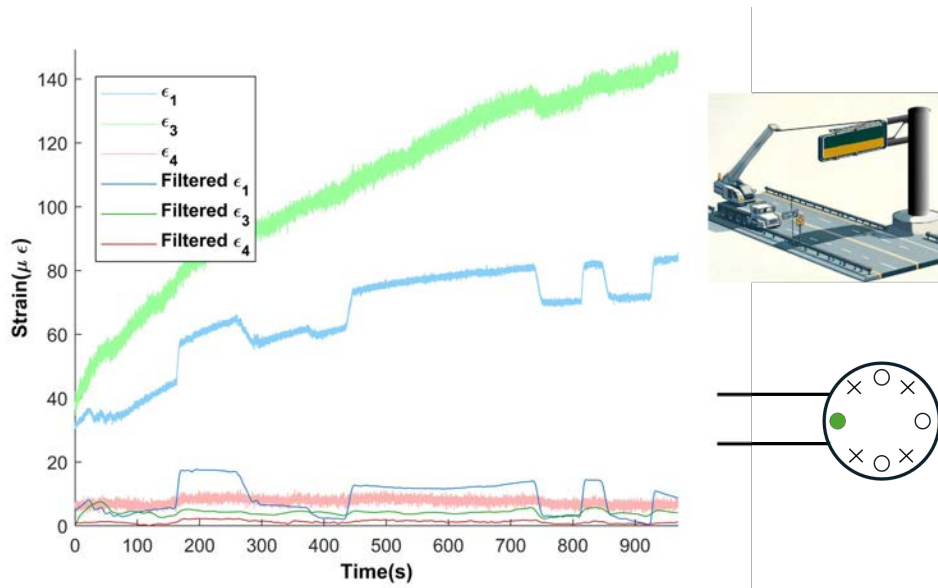 140
120
100
80
60
40
20
0
Strain(μ ϵ)
ϵ₁
ϵ₃
ϵ₄
Filtered ϵ₁
Filtered ϵ₃
Filtered ϵ₄
0 100 200 300 400 500 600 700 800 900
Time(s)